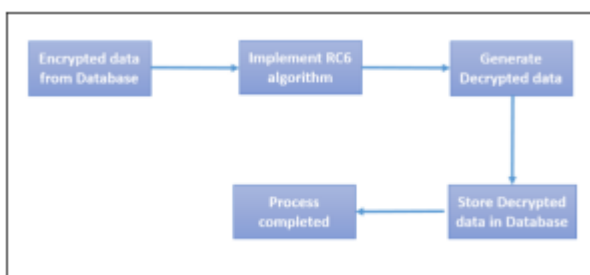 Encrypted data
from Database
Implement RC6
algorithm
Generate
Decrypted data
Store Decrypted
data in Database
Process
completed